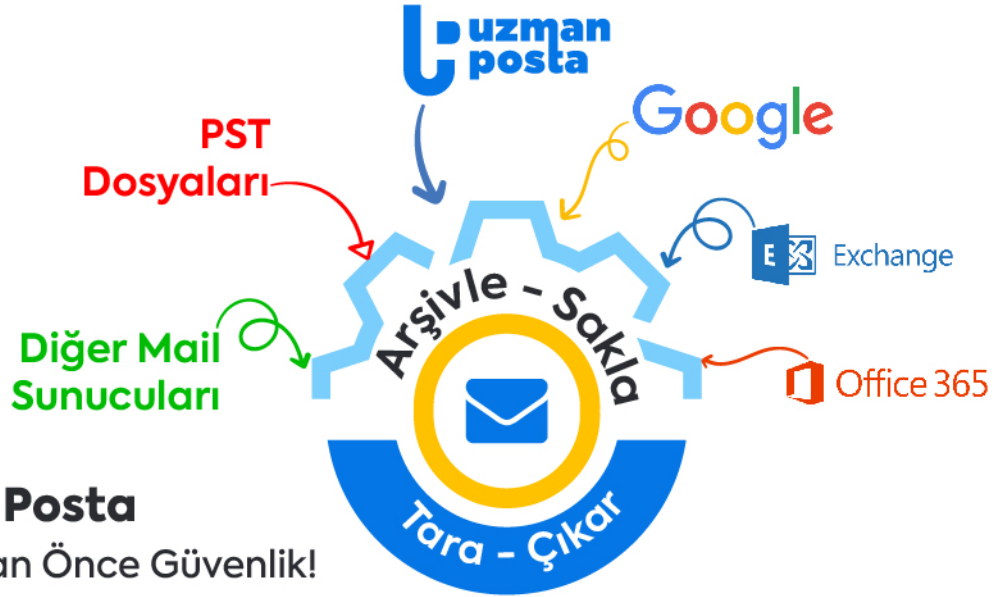 uzman
posta
Google
PST
Dosyaları
E
Exchange
Arşivle - Sakla
Diğer Mail
Sunucuları
Office 365
Tara - Çıkar
Posta
an Önce Güvenlik!